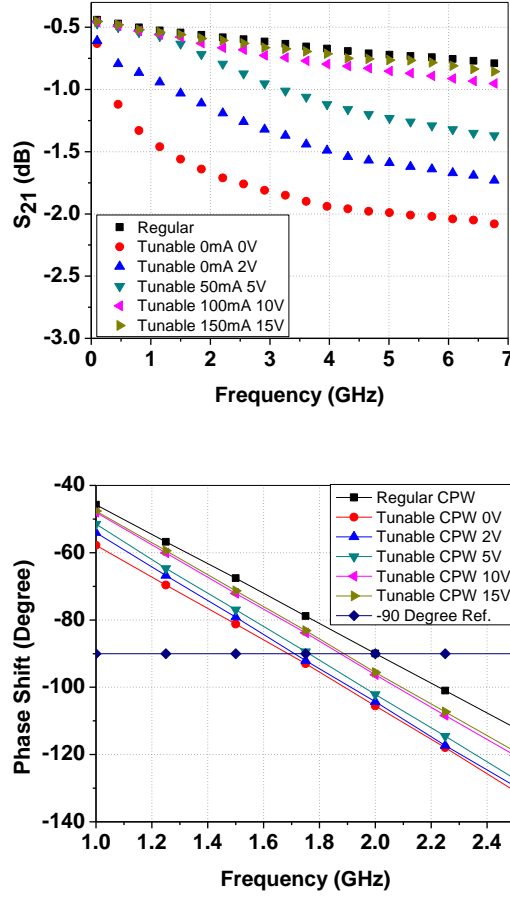 -0.5
-1.0
-1.5
-2.0
-2.5
-3.0
S21 (dB)
Regular
Tunable 0mA 0V
Tunable 0mA 2V
Tunable 50mA 5V
Tunable 100mA 10V
Tunable 150mA 15V
0 1 2 3 4 5 6 7
Frequency (GHz)
-40
-60
-80
-100
-120
-140
Phase Shift (Degree)
Regular CPW
Tunable CPW 0V
Tunable CPW 2V
Tunable CPW 5V
Tunable CPW 10V
Tunable CPW 15V
-90 Degree Ref.
1.0 1.2 1.4 1.6 1.8 2.0 2.2 2.4
Frequency (GHz)